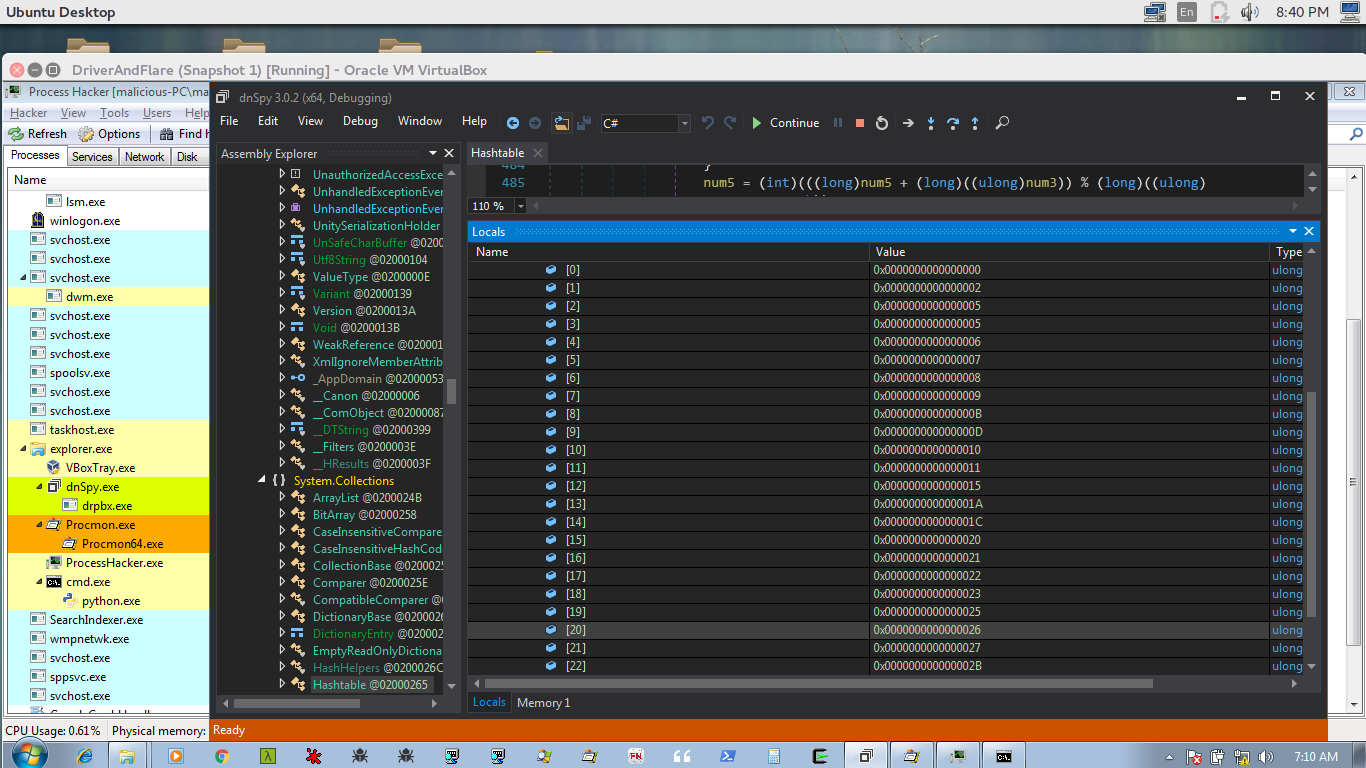 Ubuntu Desktop
En
8:40 PM
DriverAndFlare (Snapshot 1) [Running] - Oracle VM VirtualBox
Process Hacker [malicious-PC\ma
Hacker View Tools Users Help
Refresh Options Find h
Processes Services Network Disk
Name
lsm.exe
winlogon.exe
svchost.exe
svchost.exe
svchost.exe
dwm.exe
svchost.exe
svchost.exe
svchost.exe
spoolsv.exe
svchost.exe
svchost.exe
taskhost.exe
explorer.exe
VBoxTray.exe
dnSpy.exe
drpbx.exe
Procmon.exe
Procmon64.exe
ProcessHacker.exe
cmd.exe
python.exe
SearchIndexer.exe
wmpnetwk.exe
svchost.exe
sppsvc.exe
svchost.exe
CPU Usage: 0.61% Physical memory:
dnSpy 3.0.2 (x64, Debugging)
File Edit View Debug Window Help C# Continue
Assembly Explorer
UnauthorizedAccessExce
UnhandledExceptionEver
UnhandledExceptionEver
UnitySerializationHolder
UnSafeCharBuffer @0200
Utf8String @02000104
ValueType @0200000E
Variant @02000139
Version @0200013A
Void @0200013B
WeakReference @020001
XmlIgnoreMemberAttrib
_AppDomain @02000053
__Canon @02000006
__ComObject @02000087
__DTString @02000399
__Filters @0200003E
__HResults @0200003F
{ } System.Collections
ArrayList @0200024B
BitArray @02000258
CaseInsensitiveCompare
CaseInsensitiveHashCod
CollectionBase @0200025
Comparer @0200025E
CompatibleComparer @0
DictionaryBase @0200026
DictionaryEntry @020002
EmptyReadOnlyDictiona
HashHelpers @0200026C
Hashtable @02000265
Hashtable
484 }
485 num5 = (int)(((long)num5 + (long)((ulong)num3)) % (long)((ulong)
110 %
Locals
Name Value Type
[0] 0x0000000000000000 ulong
[1] 0x0000000000000002 ulong
[2] 0x0000000000000005 ulong
[3] 0x0000000000000005 ulong
[4] 0x0000000000000006 ulong
[5] 0x0000000000000007 ulong
[6] 0x0000000000000008 ulong
[7] 0x0000000000000009 ulong
[8] 0x000000000000000B ulong
[9] 0x000000000000000D ulong
[10] 0x0000000000000010 ulong
[11] 0x0000000000000011 ulong
[12] 0x0000000000000015 ulong
[13] 0x000000000000001A ulong
[14] 0x000000000000001C ulong
[15] 0x0000000000000020 ulong
[16] 0x0000000000000021 ulong
[17] 0x0000000000000022 ulong
[18] 0x0000000000000023 ulong
[19] 0x0000000000000025 ulong
[20] 0x0000000000000026 ulong
[21] 0x0000000000000027 ulong
[22] 0x000000000000002B ulong
Locals Memory 1
Ready
7:10 AM